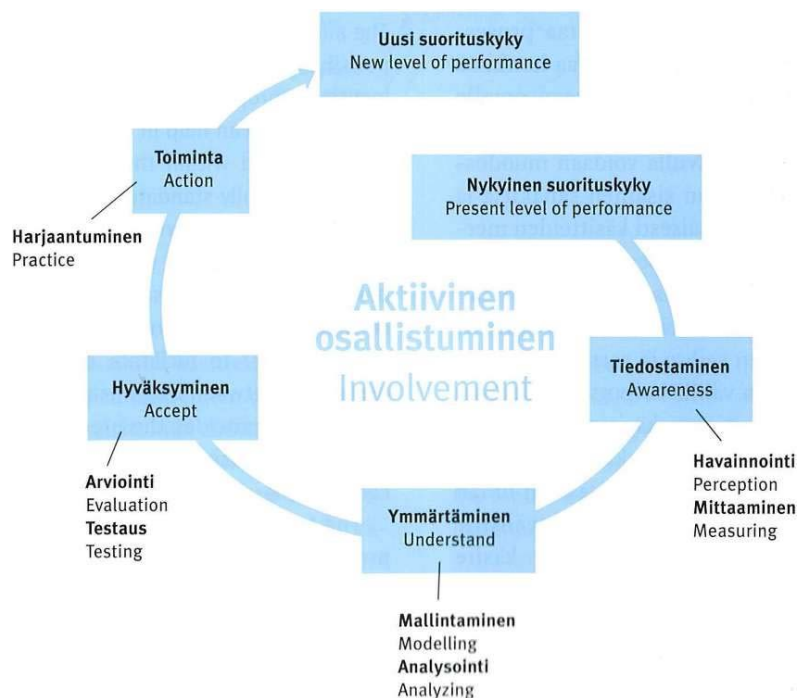 Uusi suorituskyky
New level of performance
Toiminta
Action
Harjaantuminen
Practice
Nykyinen suorituskyky
Present level of performance
Aktiivinen
osallistuminen
Involvement
Hyväksyminen
Accept
Tiedostaminen
Awareness
Arviointi
Evaluation
Testaus
Testing
Ymmärtäminen
Understand
Havainnointi
Perception
Mittaaminen
Measuring
Mallintaminen
Modelling
Analysointi
Analyzing